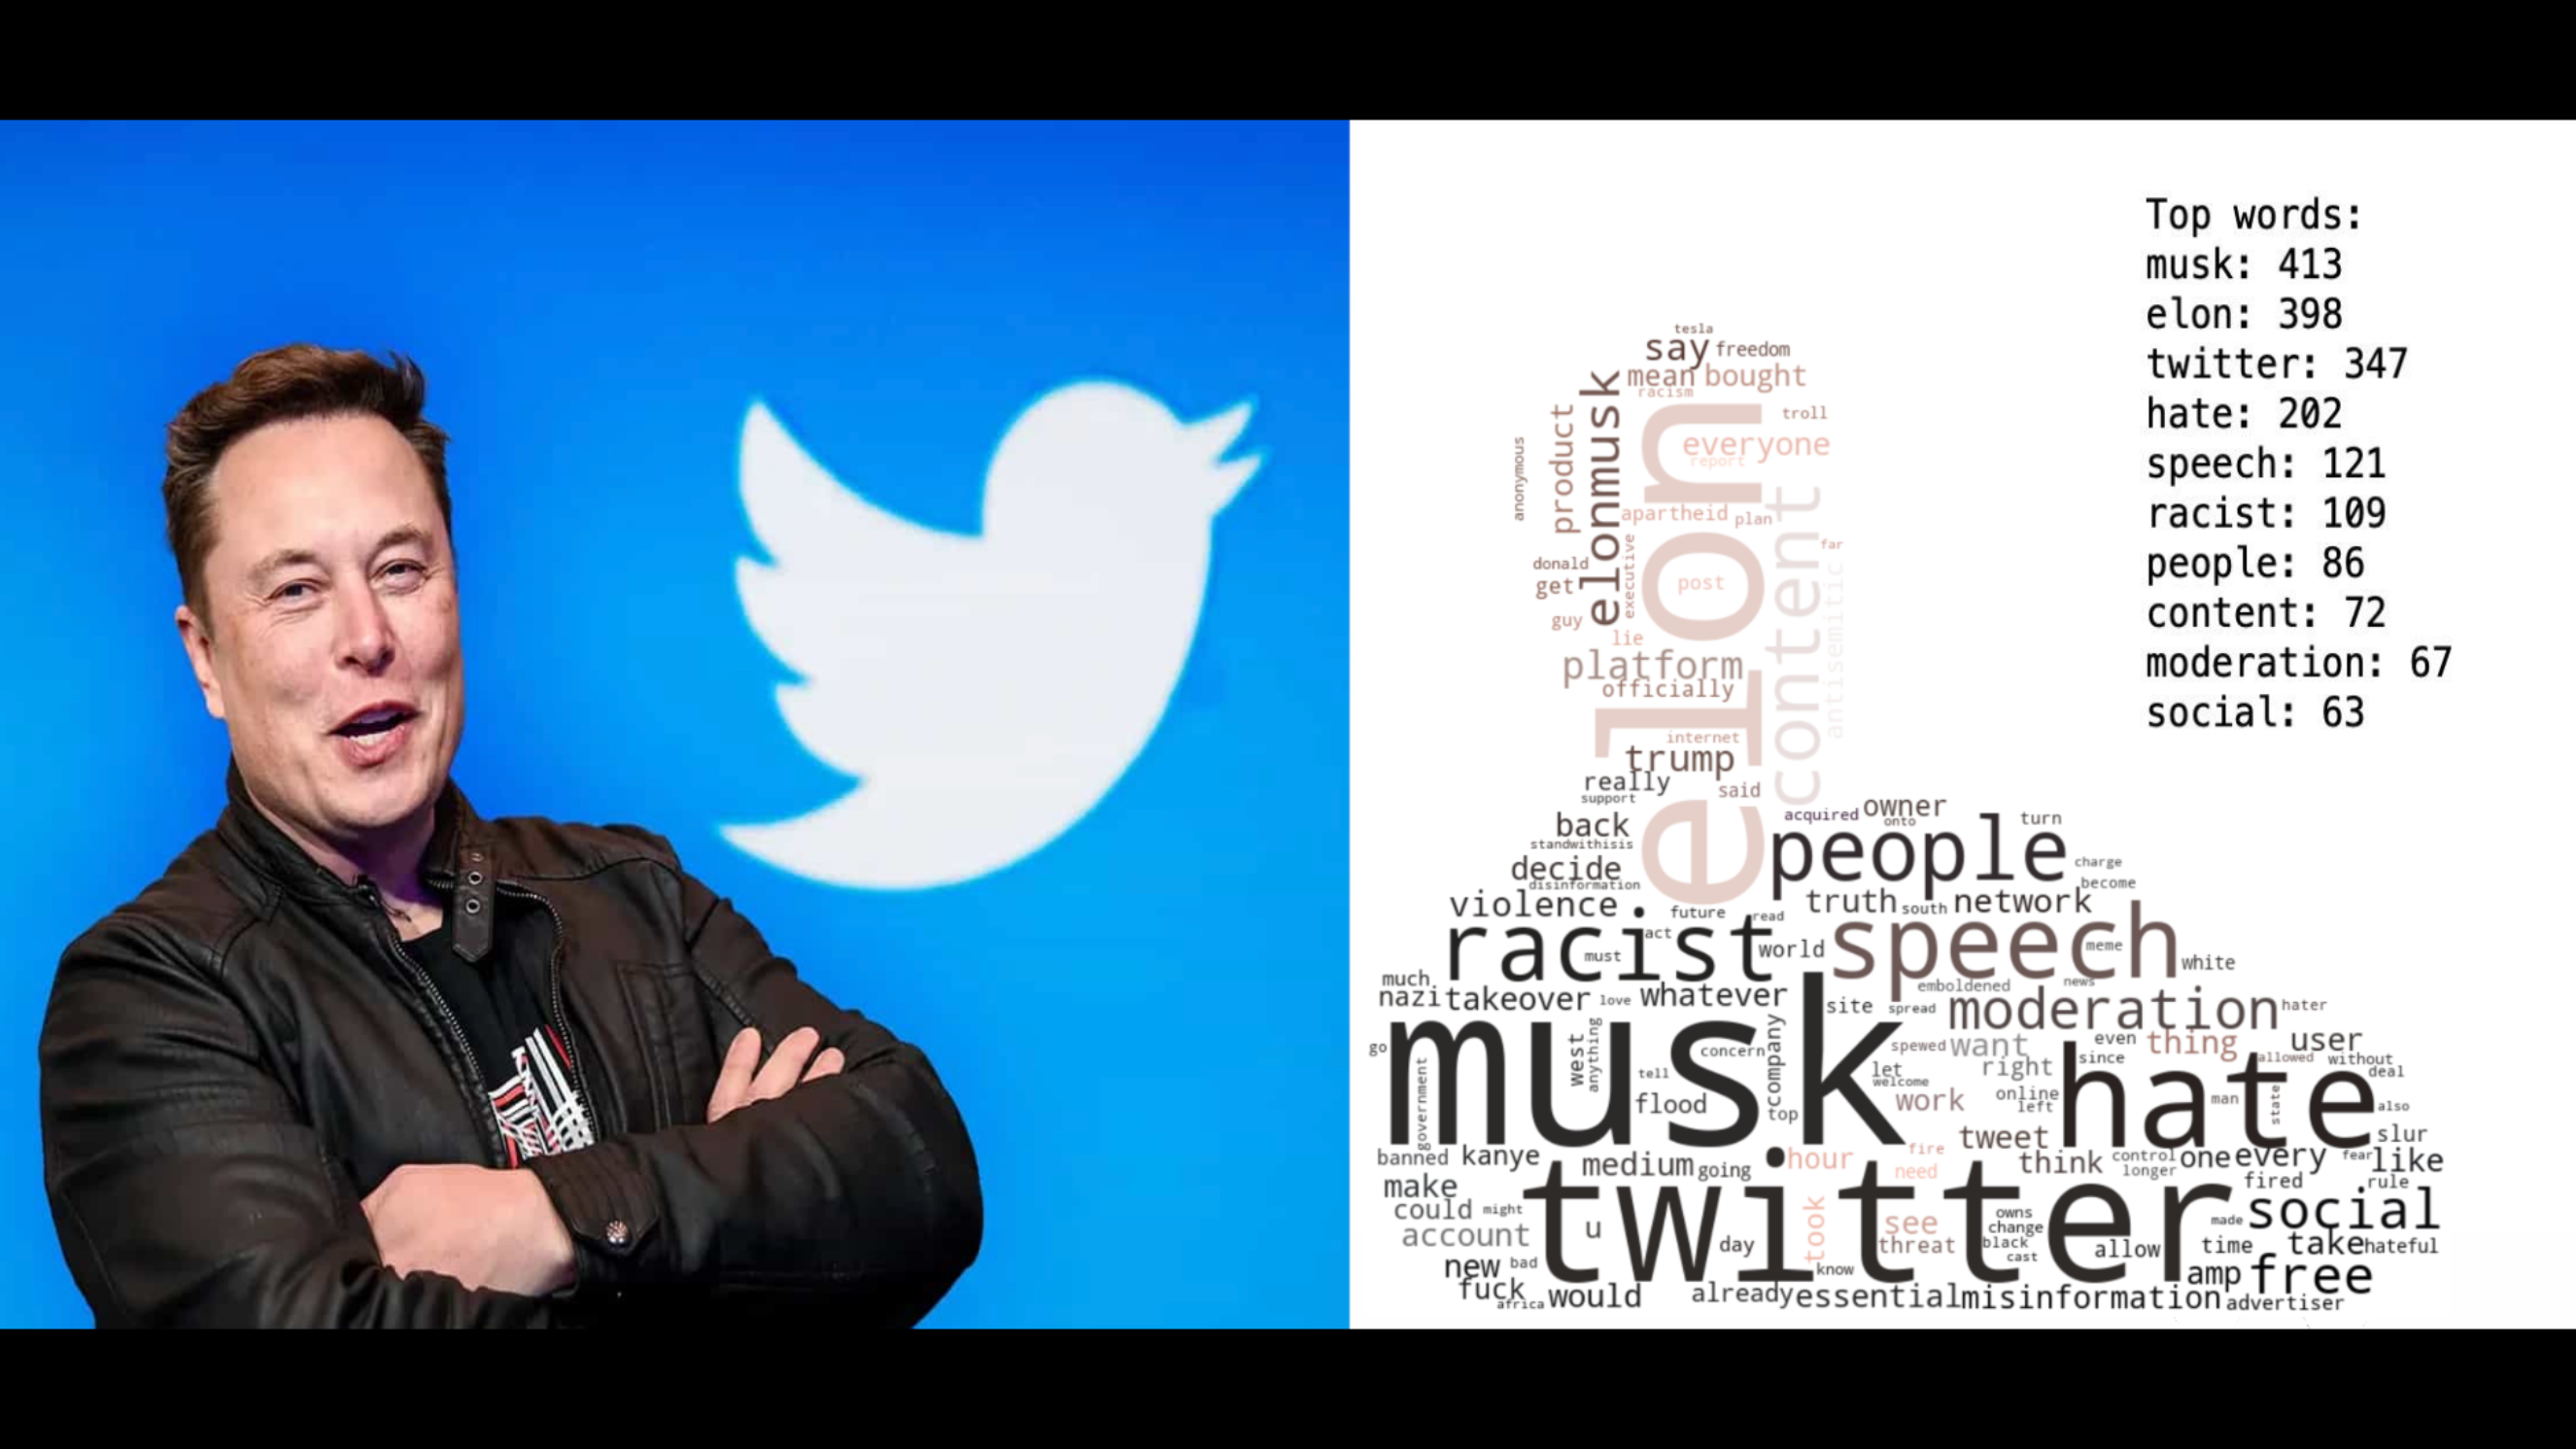 Top words:
musk: 413
elon: 398
twitter: 347
hate: 202
speech: 121
racist: 109
people: 86
content: 72
moderation: 67
social: 63
tesla
say freedom
mean bought
racism
troll
elonmusk
product
anonymous
everyone
report
elon
content
apartheid plan
far
executive
donald
get
post
guy
lie
antisemitic
platform
officially
internet
trump
really
said
support
acquired owner
onto
turn
back
people
standwithisis
decide
charge
disinformation
become
violence
future
read
truth south network
racist
act
must
world
speech
meme
white
much
emboldened
news
nazi takeover love whatever
site spread moderation hater
musk
go
west
anything
concern
company
spewed want
even thing user
since allowed without
tell
let
right
deal
welcome
hate
government
flood
top
work
online
left
man
state
also
tweet
slur
banned kanye
medium going
hour
fire
need
think control one every fear like
longer
fired
rule
make
twitter
could might
account
u
took
see
owns
change
made social
day
threat
black
cast
allow time take hateful
new bad
know
amp free
fuck
africa would
already essential misinformation advertiser